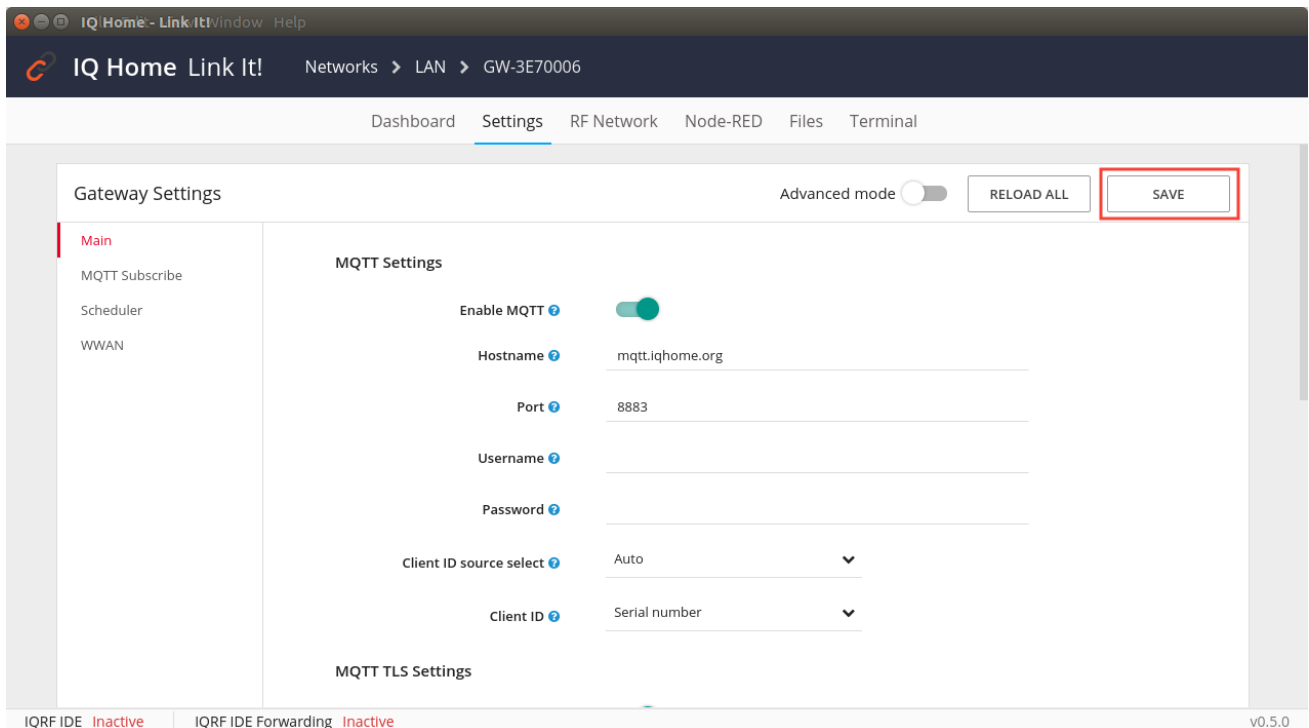 IQ Home - Link It! Window Help
IQ Home Link It! Networks > LAN > GW-3E70006
Dashboard Settings RF Network Node-RED Files Terminal
Gateway Settings Advanced mode RELOAD ALL SAVE
Main
MQTT Subscribe
Scheduler
WWAN
MQTT Settings
Enable MQTT ?
Hostname ? mqtt.iqhome.org
Port ? 8883
Username ?
Password ?
Client ID source select ? Auto
Client ID ? Serial number
MQTT TLS Settings
IQRF IDE Inactive IQRF IDE Forwarding Inactive v0.5.0